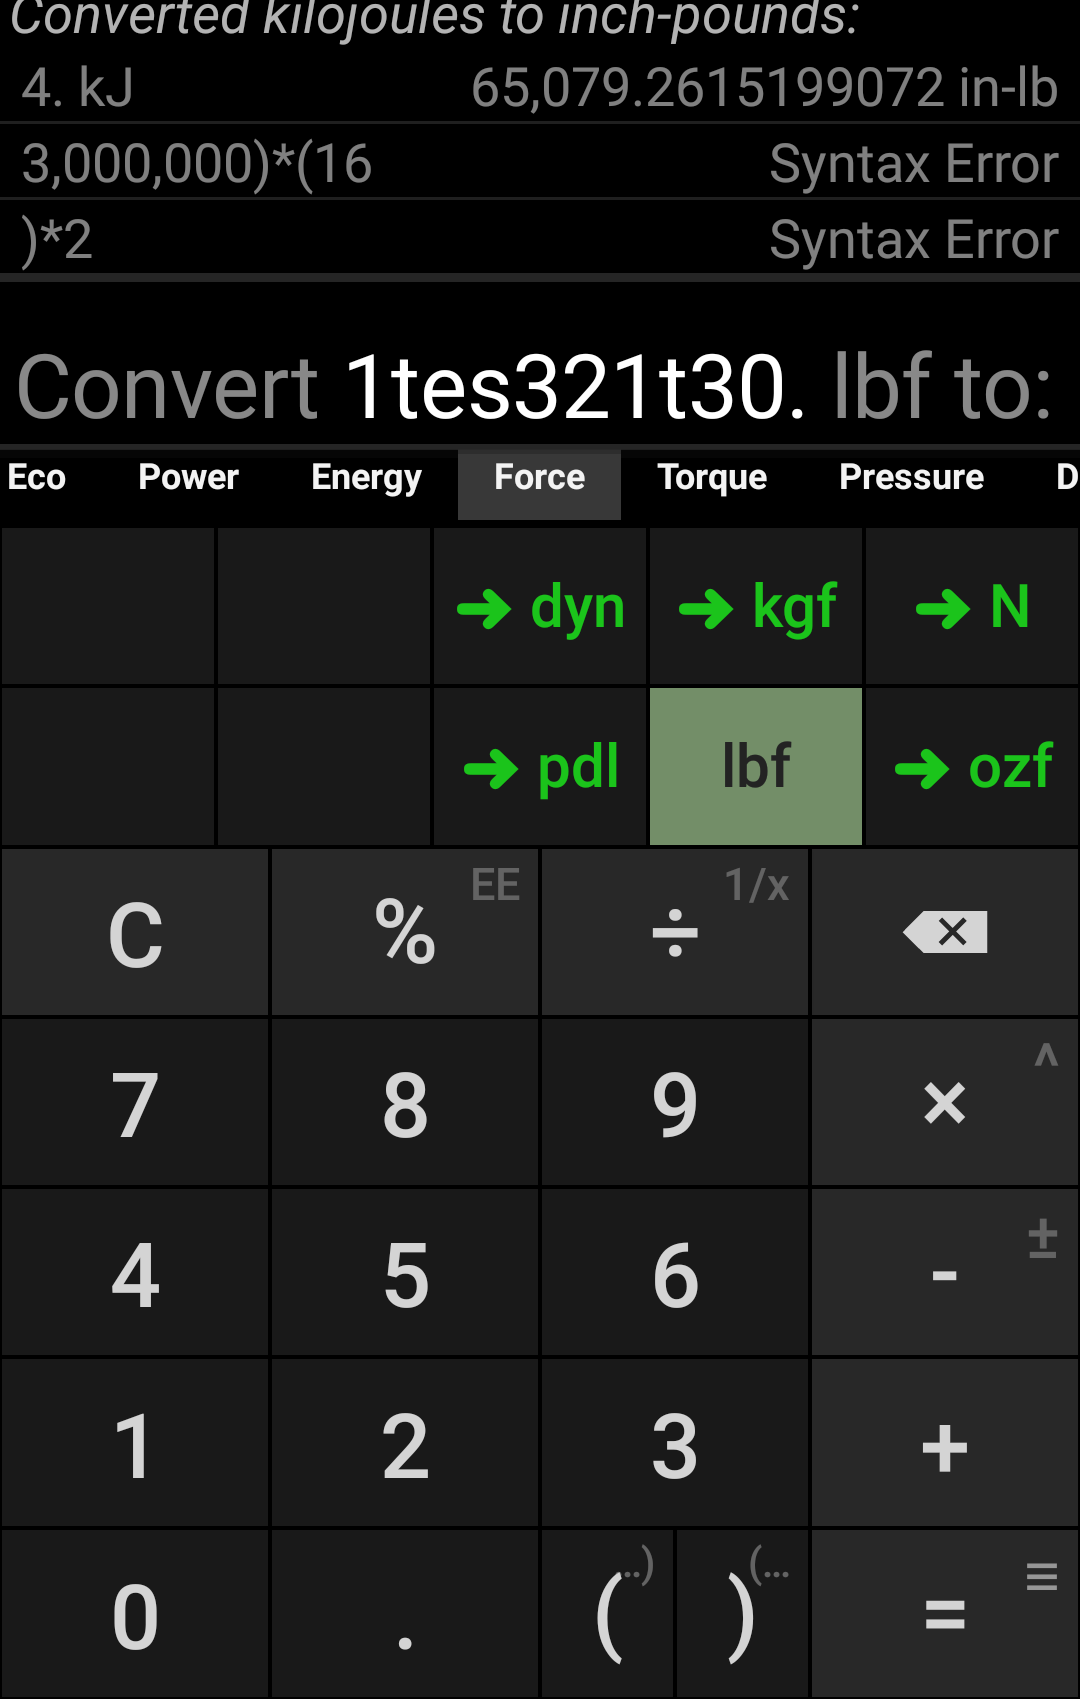 Converted kilojoules to inch-pounds:
4. kJ 65,079.2615199072 in-lb
3,000,000)*(16 Syntax Error
)*2 Syntax Error
Convert 1tes321t30. lbf to:
Eco Power Energy Force Torque Pressure D
➔ dyn ➔ kgf ➔ N
➔ pdl lbf ➔ ozf
C % EE ÷ 1/x
7 8 9 × ^
4 5 6 - ±
1 2 3 + 
0 . ( ..) ) (... =